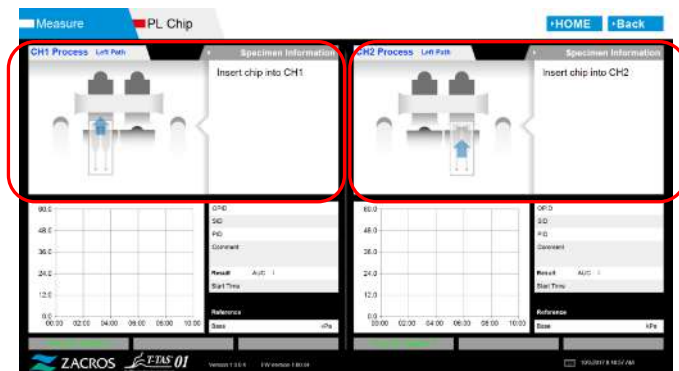 Measure
PL Chip
HOME
Back
CH1 Process Left Path
Specimen Information
Insert chip into CH1
CH2 Process Left Path
Specimen Information
Insert chip into CH2
60.0
48.0
36.0
24.0
12.0
0.0
00:00 02:00 04:00 06:00 08:00 10:00
OPID
SID
PID
Comment
Result AUC :
Start Time
Reference
Base kPa
60.0
48.0
36.0
24.0
12.0
0.0
00:00 02:00 04:00 06:00 08:00 10:00
OPID
SID
PID
Comment
Result AUC :
Start Time
Reference
Base kPa
ZACROS T-TAS 01